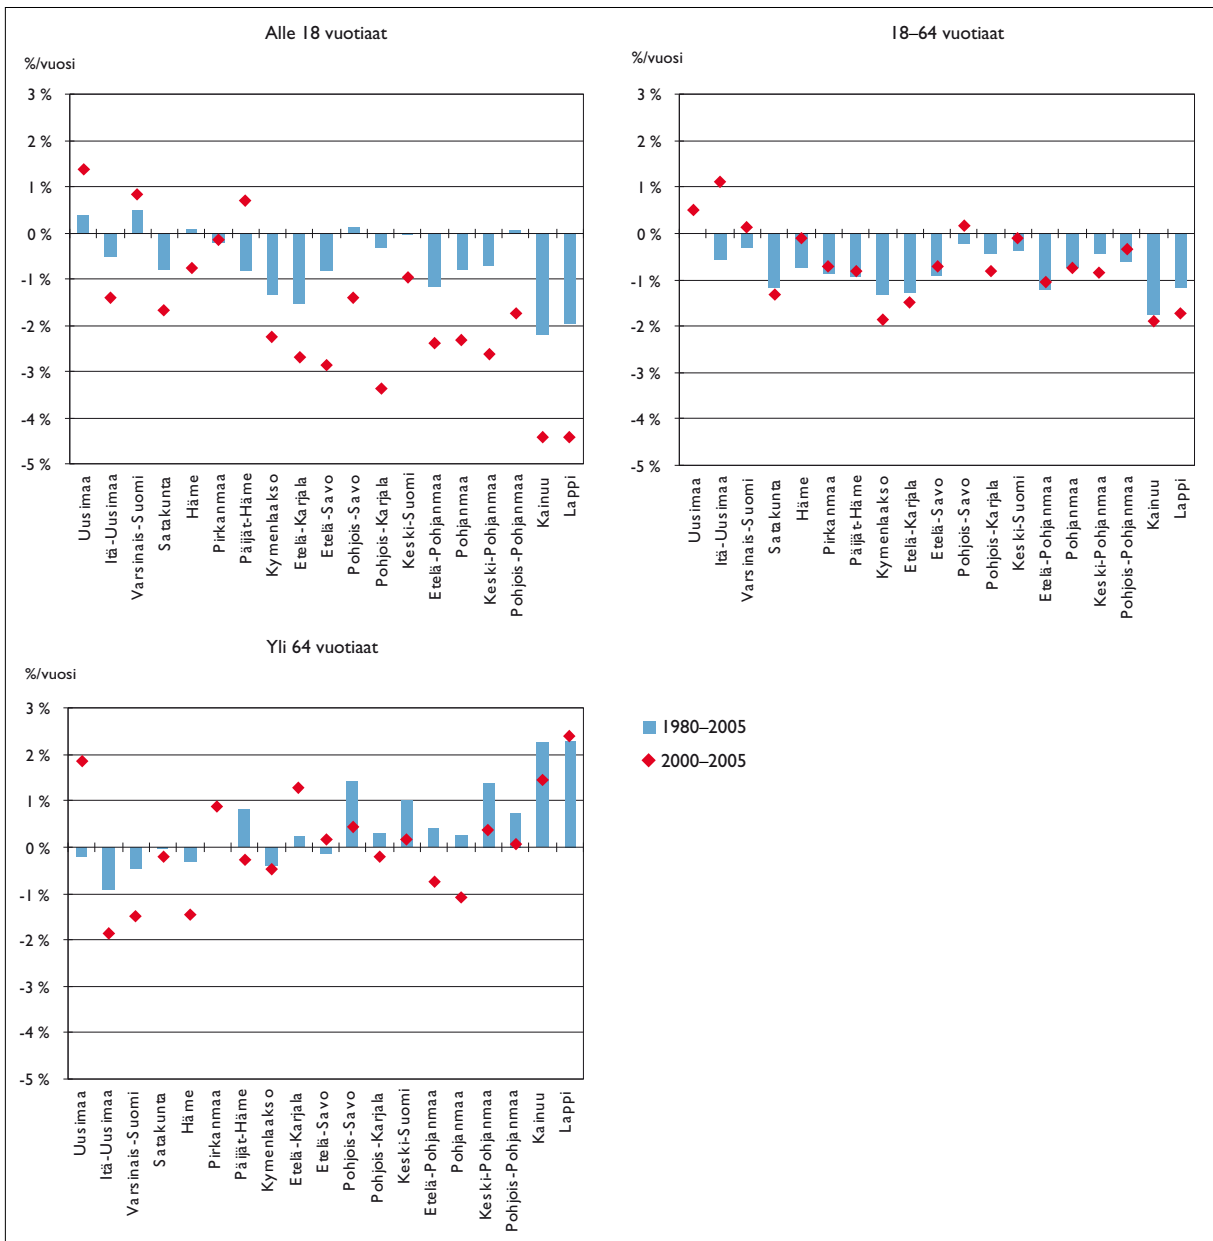 Alle 18 vuotiaat
%/vuosi
3 %
2 %
1 %
0 %
-1 %
-2 %
-3 %
-4 %
-5 %
Uusimaa
Itä-Uusimaa
Varsinais-Suomi
Satakunta
Häme
Pirkanmaa
Päijät-Häme
Kymenlaakso
Etelä-Karjala
Etelä-Savo
Pohjois-Savo
Pohjois-Karjala
Keski-Suomi
Etelä-Pohjanmaa
Pohjanmaa
Keski-Pohjanmaa
Pohjois-Pohjanmaa
Kainuu
Lappi
18–64 vuotiaat
%/vuosi
3 %
2 %
1 %
0 %
-1 %
-2 %
-3 %
-4 %
-5 %
Uusimaa
Itä-Uusimaa
Varsinais-Suomi
Satakunta
Häme
Pirkanmaa
Päijät-Häme
Kymenlaakso
Etelä-Karjala
Etelä-Savo
Pohjois-Savo
Pohjois-Karjala
Keski-Suomi
Etelä-Pohjanmaa
Pohjanmaa
Keski-Pohjanmaa
Pohjois-Pohjanmaa
Kainuu
Lappi
Yli 64 vuotiaat
%/vuosi
3 %
2 %
1 %
0 %
-1 %
-2 %
-3 %
-4 %
-5 %
Uusimaa
Itä-Uusimaa
Varsinais-Suomi
Satakunta
Häme
Pirkanmaa
Päijät-Häme
Kymenlaakso
Etelä-Karjala
Etelä-Savo
Pohjois-Savo
Pohjois-Karjala
Keski-Suomi
Etelä-Pohjanmaa
Pohjanmaa
Keski-Pohjanmaa
Pohjois-Pohjanmaa
Kainuu
Lappi
1980–2005
2000–2005